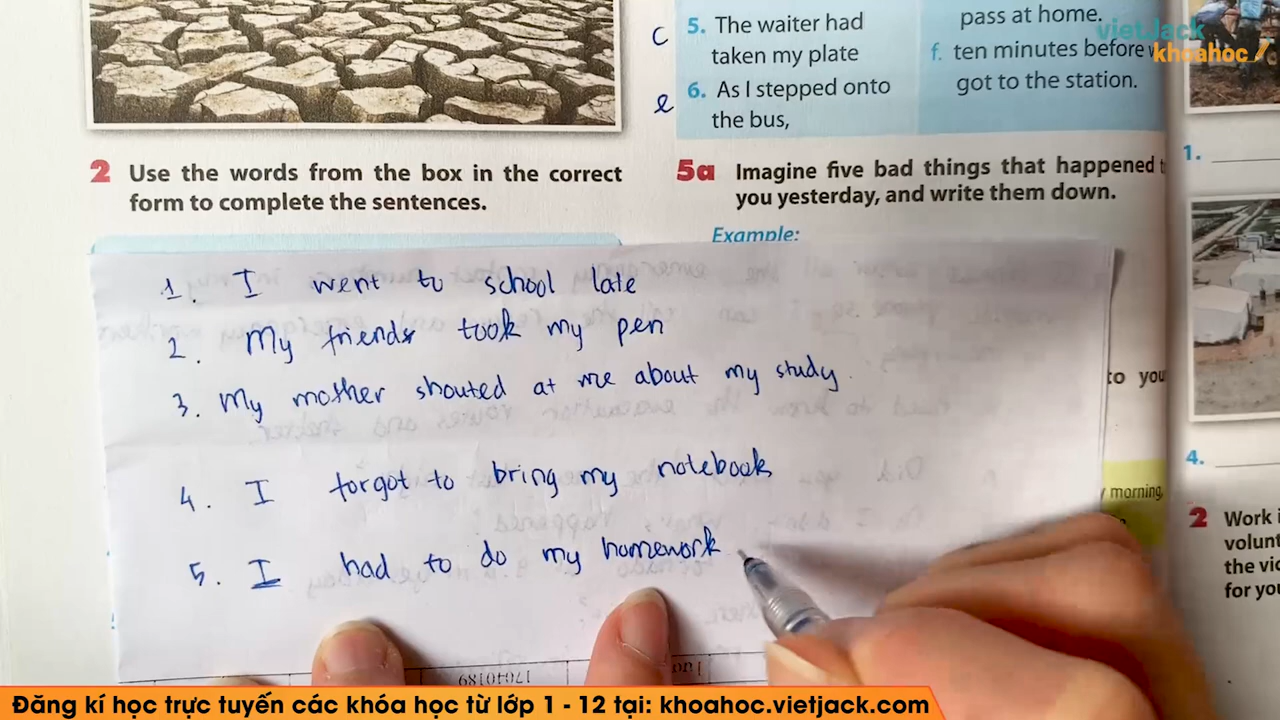 c 5. The waiter had
taken my plate
e 6. As I stepped onto
the bus,
pass at home.
f. ten minutes before
got to the station.
vietJack
khoahoc
2 Use the words from the box in the correct
form to complete the sentences.
5a Imagine five bad things that happened
you yesterday, and write them down.
Example:
1. I went to school late
2. My friends took my pen
3. My mother shouted at me about my study
4. I forgot to bring my notebook
5. I had to do my homework
to you
morning,
17040189
1.
4.
2 Work
volunt
the vic
for you
Đăng kí học trực tuyến các khóa học từ lớp 1 - 12 tại: khoahoc.vietjack.com